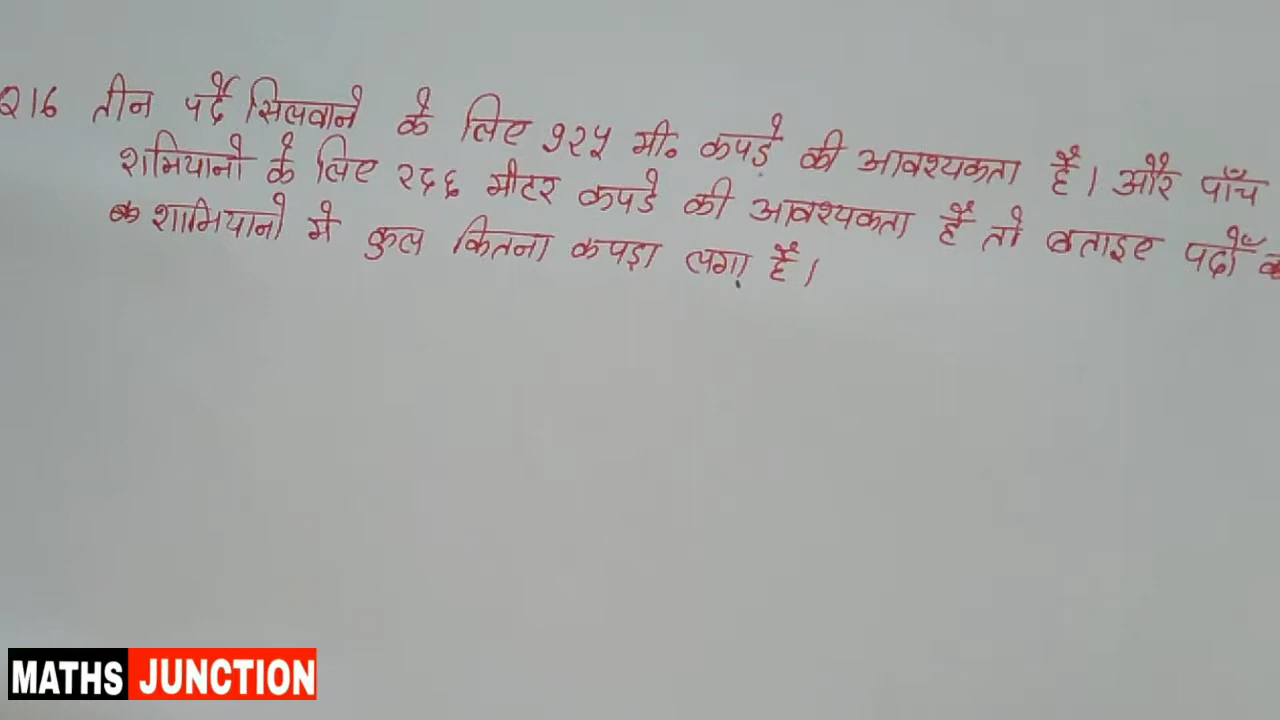 Q16 तीन पर्दे सिलवाने के लिए १२५ मी० कपड़े की आवश्यकता है। और पाँच
शमियानो के लिए २६६ मीटर कपडे की आवश्यकता हैं तो बताइए पर्दों
शामियानो में कुल कितना कपड़ा लगा है।
MATHS JUNCTION